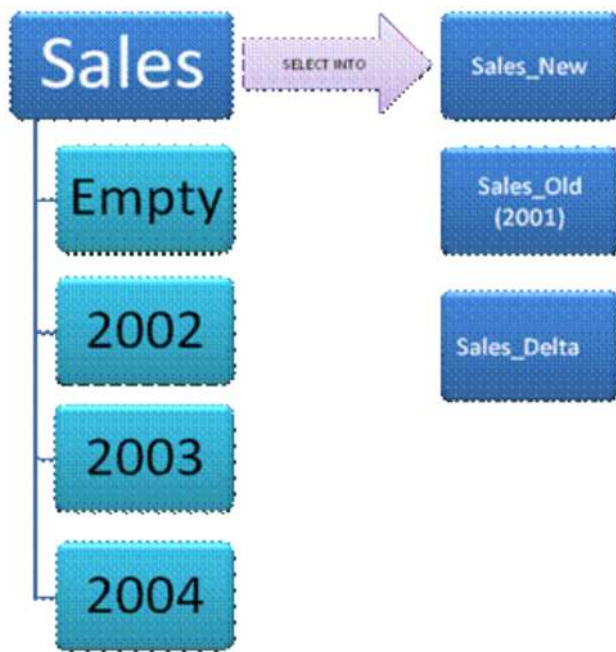 Sales
SELECT INTO
Sales_New
Empty
Sales_Old
(2001)
2002
Sales_Delta
2003
2004